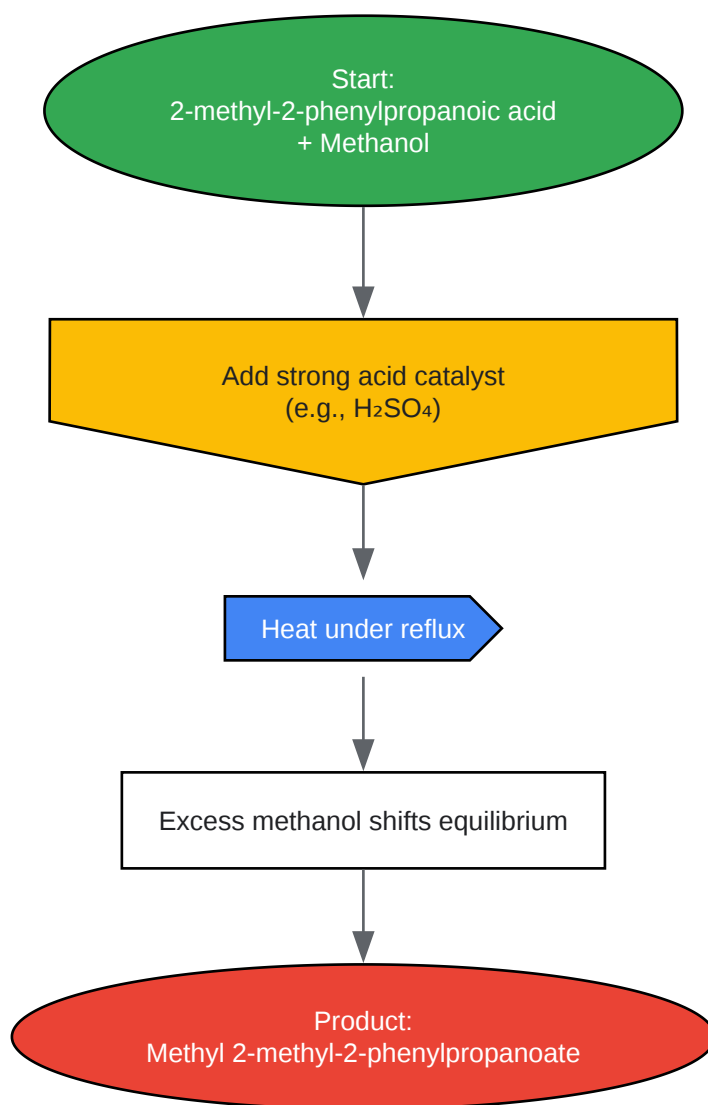 Start:
2-methyl-2-phenylpropanoic acid
+ Methanol
Add strong acid catalyst
(e.g., H₂SO₄)
Heat under reflux
Excess methanol shifts equilibrium
Product:
Methyl 2-methyl-2-phenylpropanoate